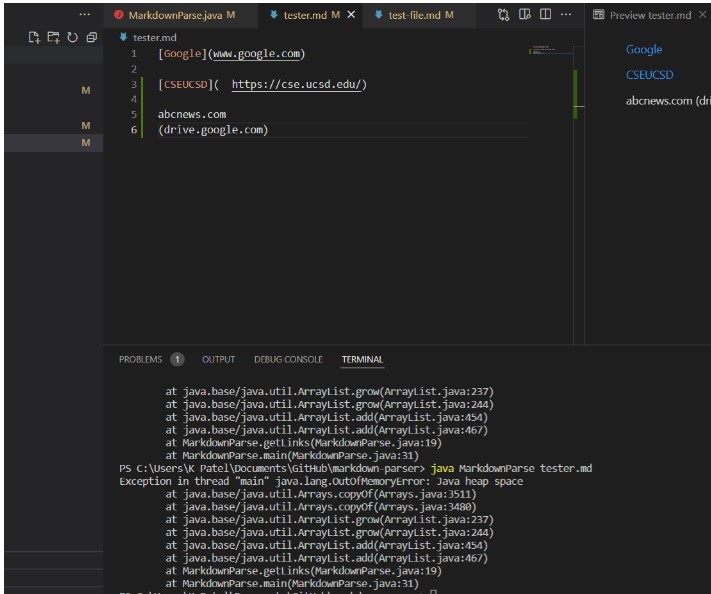 MarkdownParse.java M
tester.md M
test-file.md M
Preview tester.md
tester.md
M
M
M
1 [Google](www.google.com)
2
3 [CSEUCSD](  https://cse.ucsd.edu/)
4
5 abcnews.com
6 (drive.google.com)
Google
CSEUCSD
abcnews.com (dri
PROBLEMS 1 OUTPUT DEBUG CONSOLE TERMINAL
at java.base/java.util.ArrayList.grow(ArrayList.java:237)
at java.base/java.util.ArrayList.grow(ArrayList.java:244)
at java.base/java.util.ArrayList.add(ArrayList.java:454)
at java.base/java.util.ArrayList.add(ArrayList.java:467)
at MarkdownParse.getLinks(MarkdownParse.java:19)
at MarkdownParse.main(MarkdownParse.java:31)
PS C:\Users\K Patel\Documents\GitHub\markdown-parser> java MarkdownParse tester.md
Exception in thread "main" java.lang.OutOfMemoryError: Java heap space
at java.base/java.util.Arrays.copyOf(Arrays.java:3511)
at java.base/java.util.Arrays.copyOf(Arrays.java:3480)
at java.base/java.util.ArrayList.grow(ArrayList.java:237)
at java.base/java.util.ArrayList.grow(ArrayList.java:244)
at java.base/java.util.ArrayList.add(ArrayList.java:454)
at java.base/java.util.ArrayList.add(ArrayList.java:467)
at MarkdownParse.getLinks(MarkdownParse.java:19)
at MarkdownParse.main(MarkdownParse.java:31)